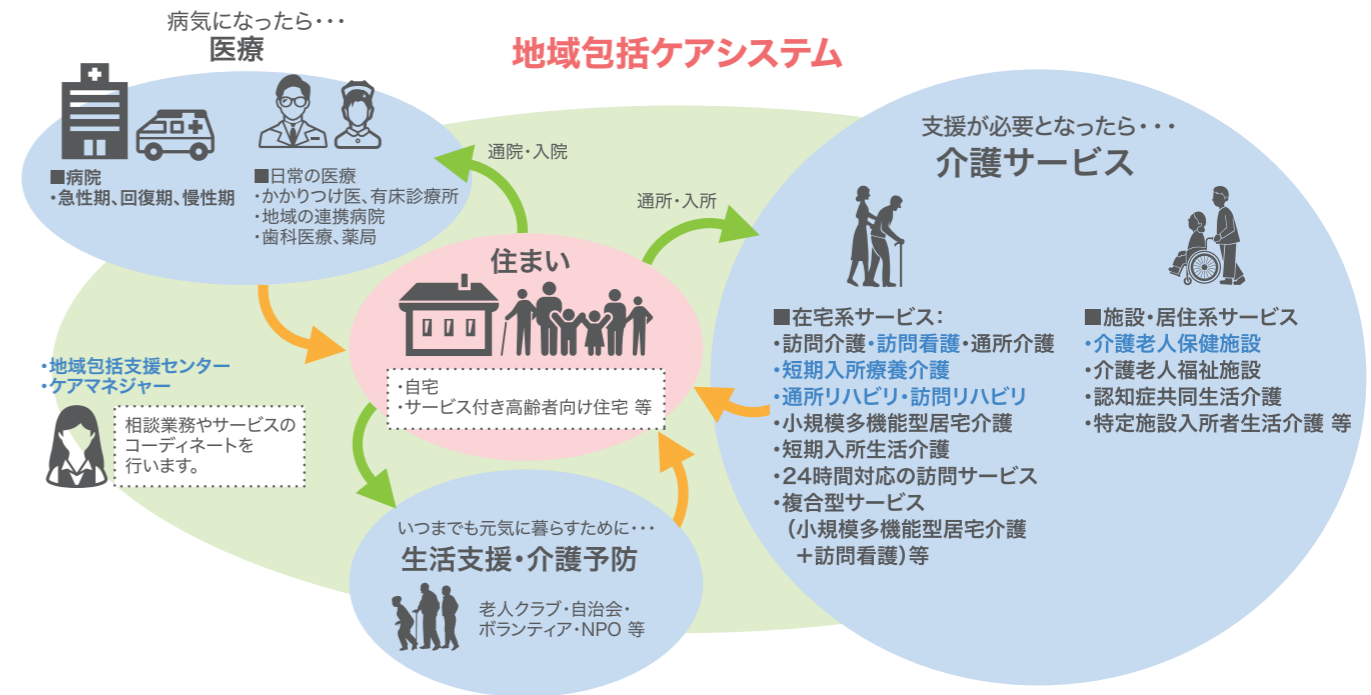 地域包括ケアシステム
病気になったら・・・
医療
■病院
・急性期、回復期、慢性期
■日常の医療
・かかりつけ医、有床診療所
・地域の連携病院
・歯科医療、薬局
通院・入院
通所・入所
住まい
・自宅
・サービス付き高齢者向け住宅 等
・地域包括支援センター
・ケアマネジャー
相談業務やサービスの
コーディネートを
行います。
いつまでも元気に暮らすために・・・
生活支援・介護予防
老人クラブ・自治会・
ボランティア・NPO 等
支援が必要となったら・・・
介護サービス
■在宅系サービス：
・訪問介護・訪問看護・通所介護
・短期入所療養介護
・通所リハビリ・訪問リハビリ
・小規模多機能型居宅介護
・短期入所生活介護
・24時間対応の訪問サービス
・複合型サービス
（小規模多機能型居宅介護
＋訪問看護）等
■施設・居住系サービス
・介護老人保健施設
・介護老人福祉施設
・認知症共同生活介護
・特定施設入所者生活介護 等